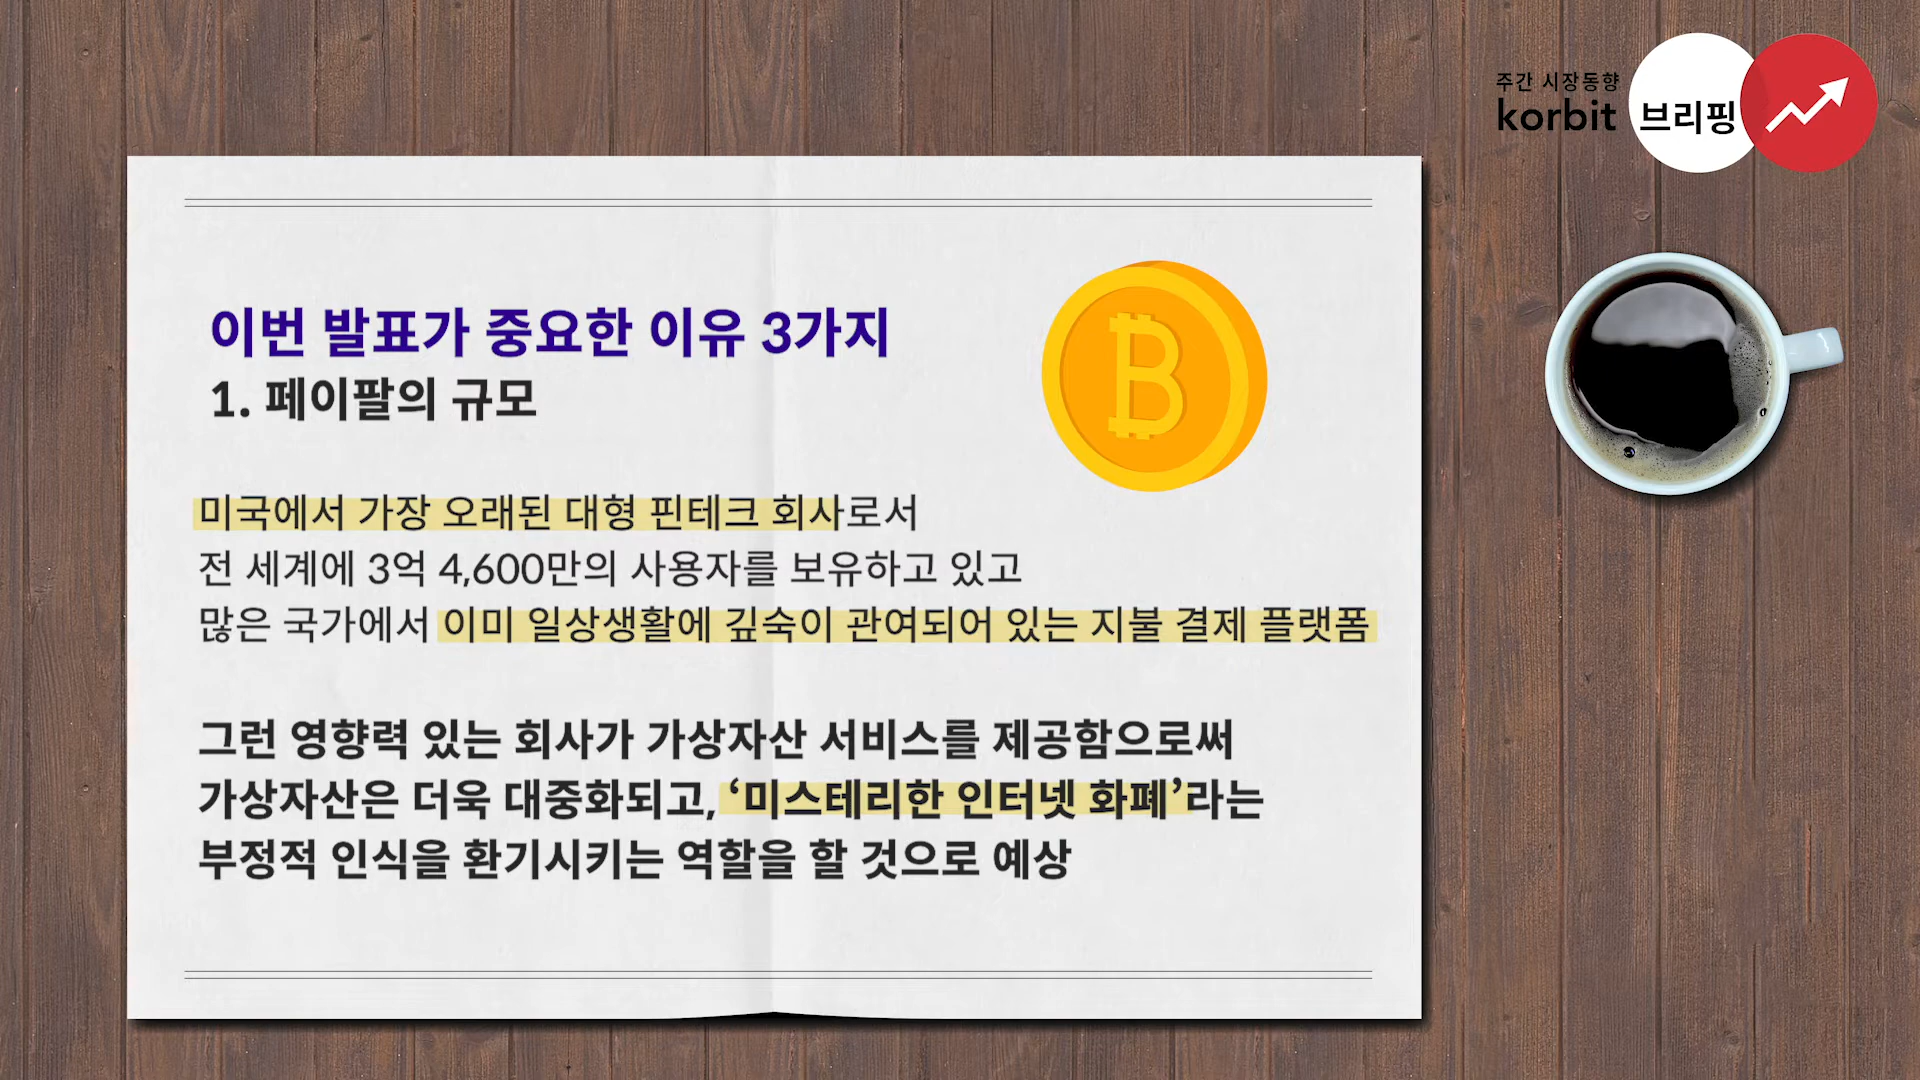 주간 시장동향
korbit 브리핑
이번 발표가 중요한 이유 3가지
1. 페이팔의 규모
미국에서 가장 오래된 대형 핀테크 회사로서
전 세계에 3억 4,600만의 사용자를 보유하고 있고
많은 국가에서 이미 일상생활에 깊숙이 관여되어 있는 지불 결제 플랫폼
그런 영향력 있는 회사가 가상자산 서비스를 제공함으로써
가상자산은 더욱 대중화되고, ‘미스테리한 인터넷 화폐’라는
부정적 인식을 환기시키는 역할을 할 것으로 예상